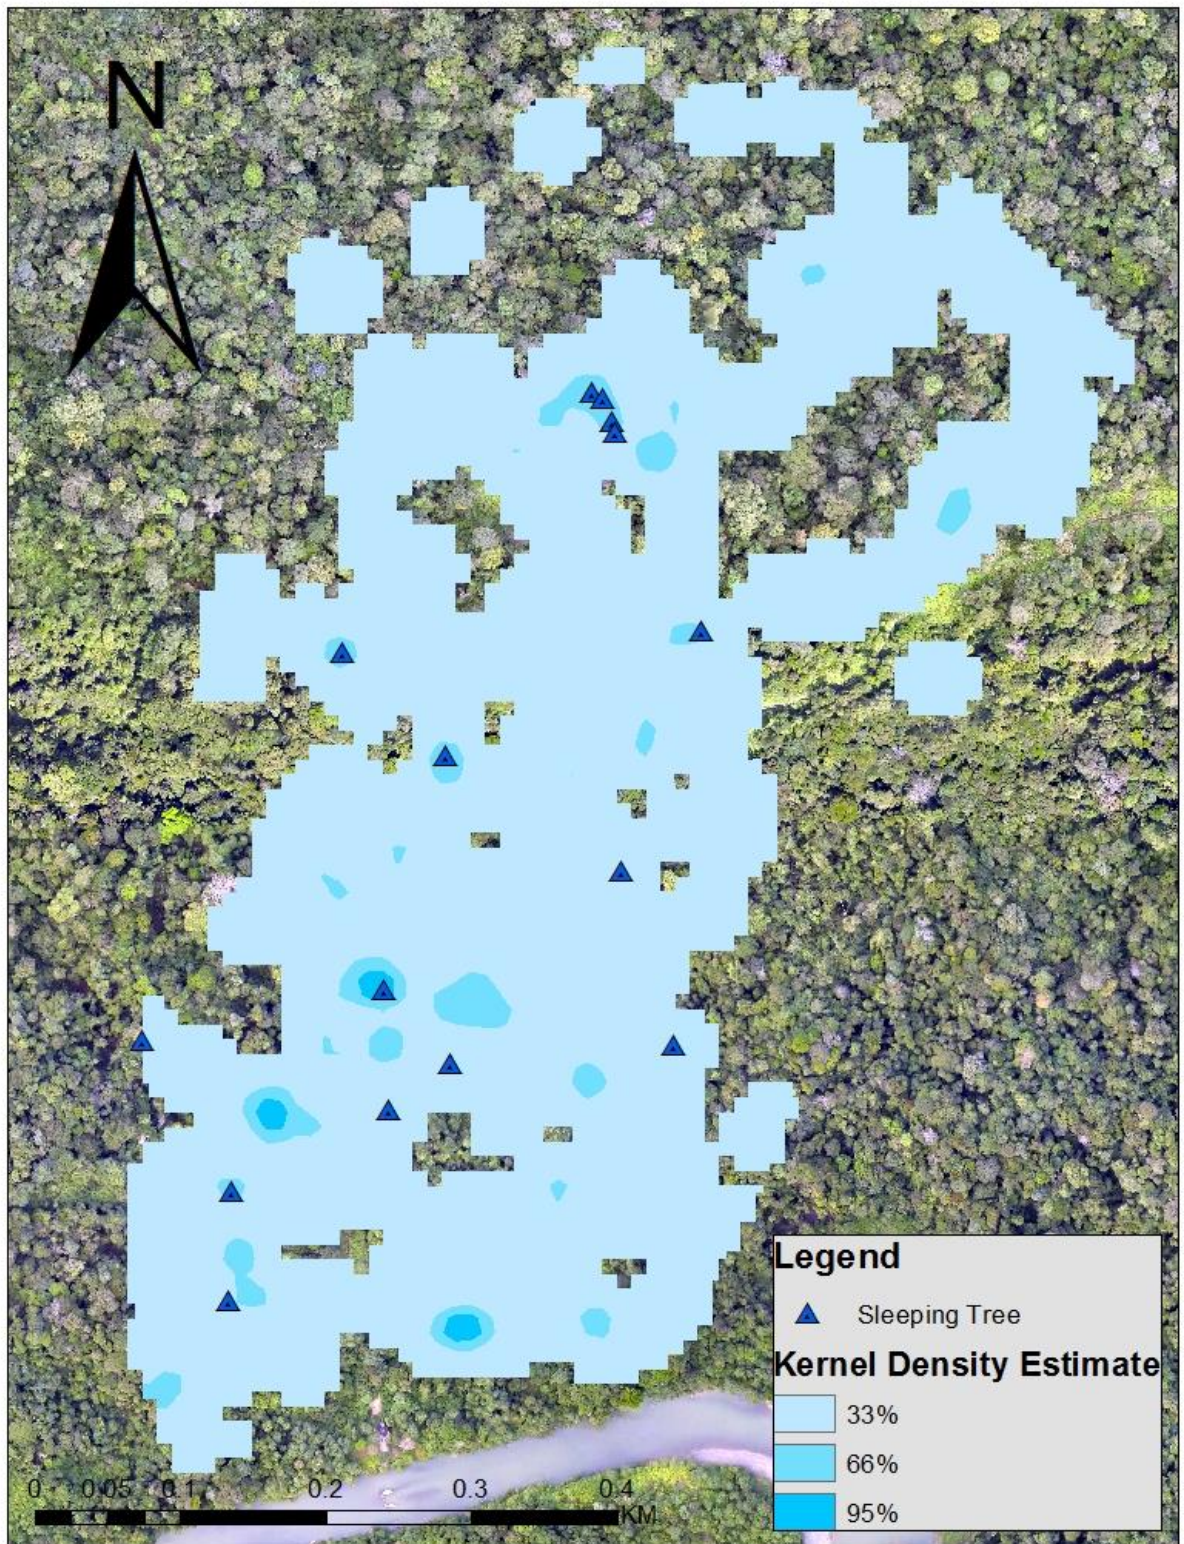 N
Legend
Sleeping Tree
Kernel Density Estimate
33%
66%
95%
0 0.05 0.1 0.2 0.3 0.4
KM